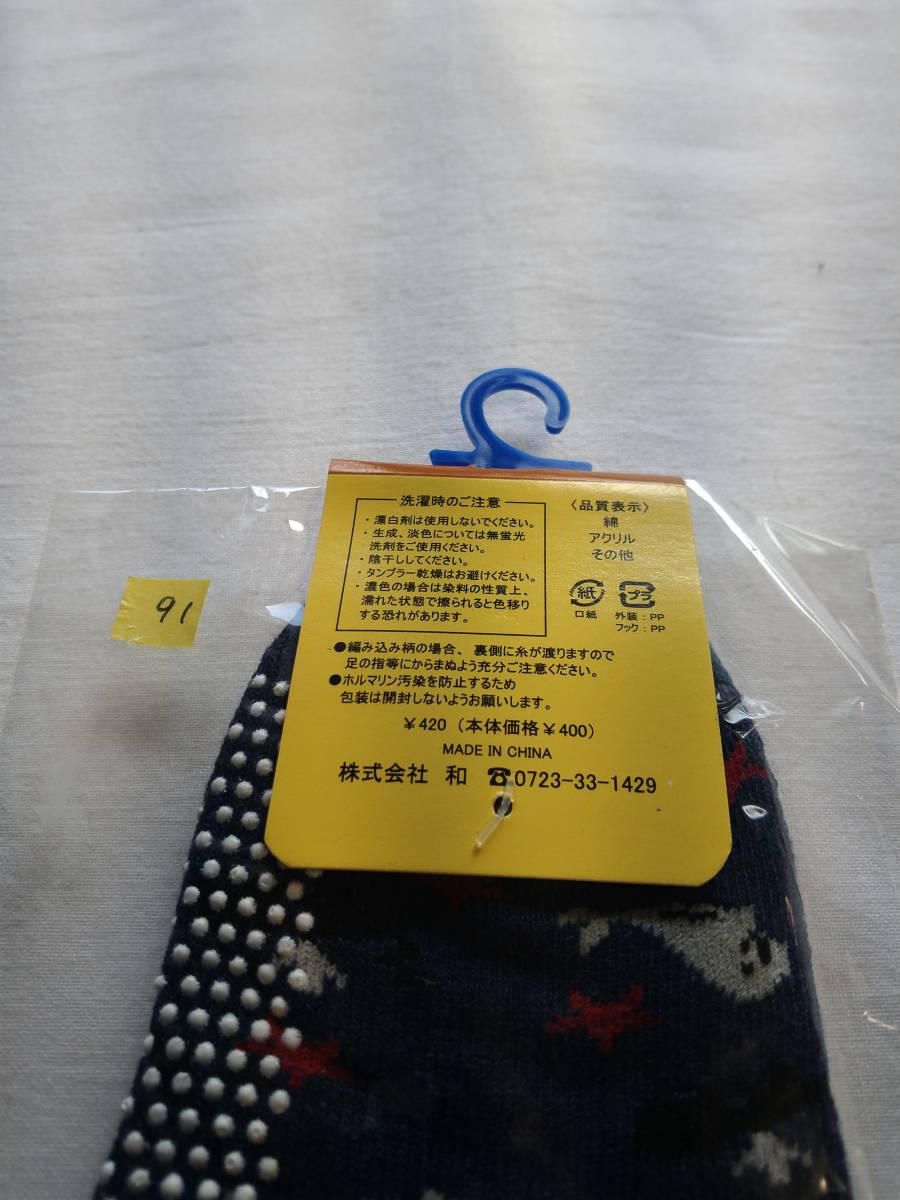 洗濯時のご注意
・漂白剤は使用しないでください。
・生成、淡色については無蛍光
洗剤をご使用ください。
・陰干ししてください。
・タンブラー乾燥はお避けください。
・濃色の場合は染料の性質上、
濡れた状態で擦られると色移り
する恐れがあります。
〈品質表示〉
綿
アクリル
その他
紙
口紙
プラ
外装：PP
フック：PP
●編み込み柄の場合、裏側に糸が渡りますので
足の指等にからまぬよう充分ご注意ください。
●ホルマリン汚染を防止するため
包装は開封しないようお願いします。
￥420（本体価格￥400）
MADE IN CHINA
株式会社 和 ☎0723-33-1429
91